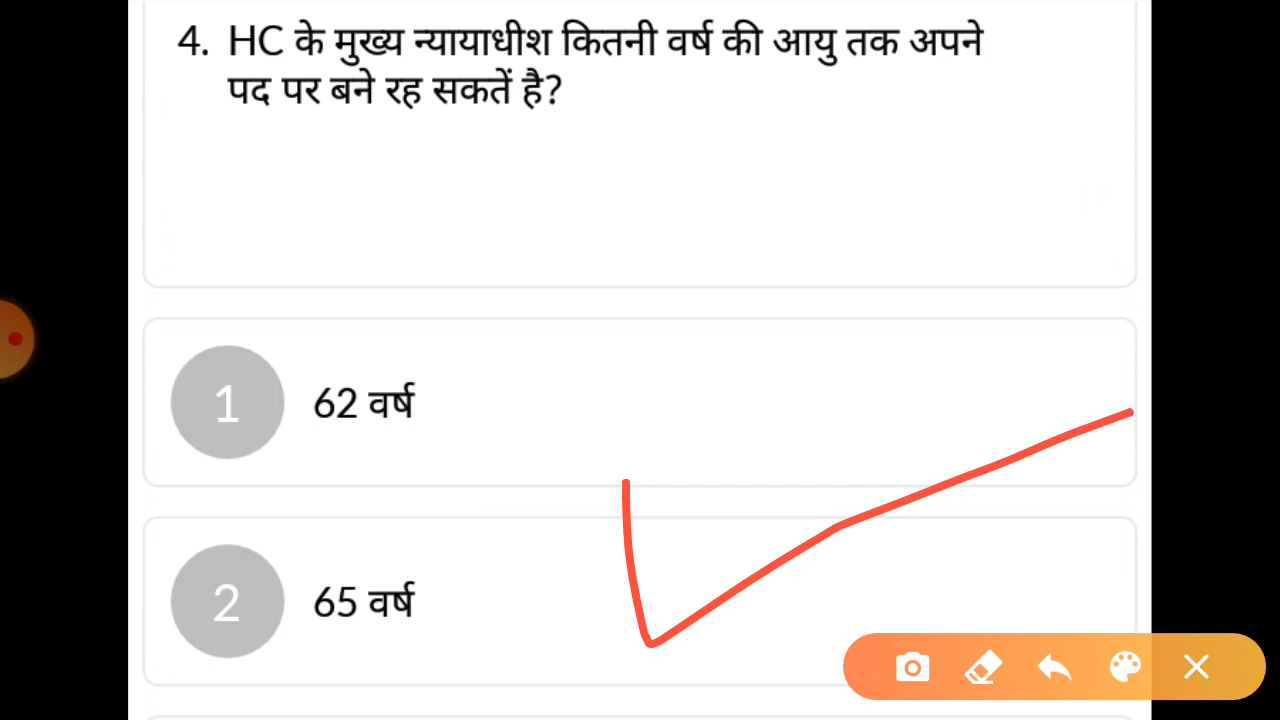 4. HC के मुख्य न्यायाधीश कितनी वर्ष की आयु तक अपने
पद पर बने रह सकतें है?
1 62 वर्ष
2 65 वर्ष